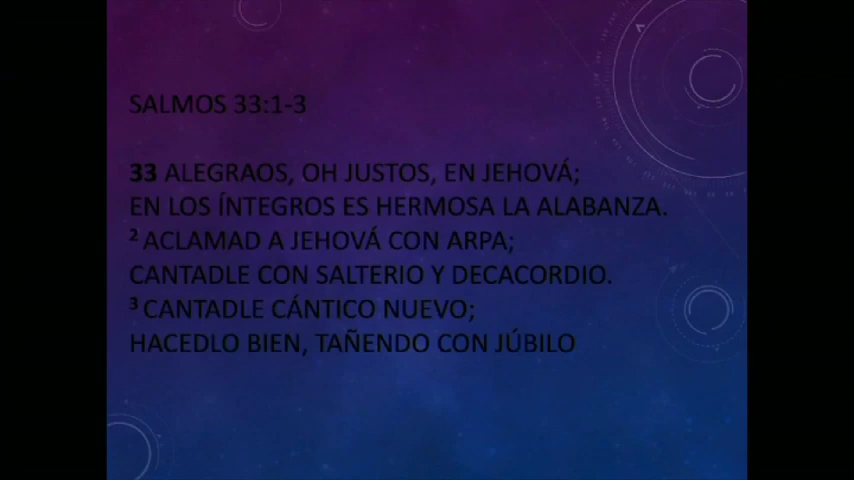 SALMOS 33:1-3
33 ALEGRAOS, OH JUSTOS, EN JEHOVÁ;
EN LOS ÍNTEGROS ES HERMOSA LA ALABANZA.
2 ACLAMAD A JEHOVÁ CON ARPA;
CANTADLE CON SALTERIO Y DECACORDIO.
3 CANTADLE CÁNTICO NUEVO;
HACEDLO BIEN, TAÑENDO CON JÚBILO